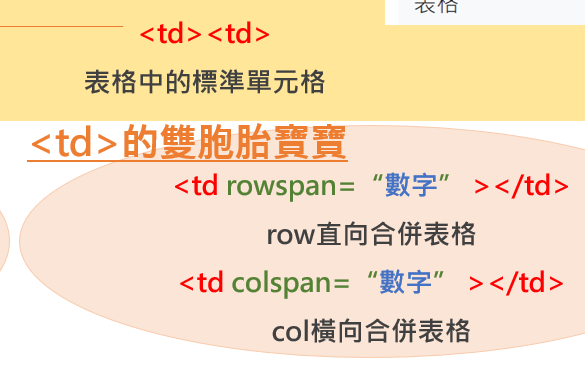 表格
<td><td>
表格中的標準單元格
<td>的雙胞胎寶寶
<td rowspan= “數字” ></td>
row直向合併表格
<td colspan= “數字” ></td>
col橫向合併表格